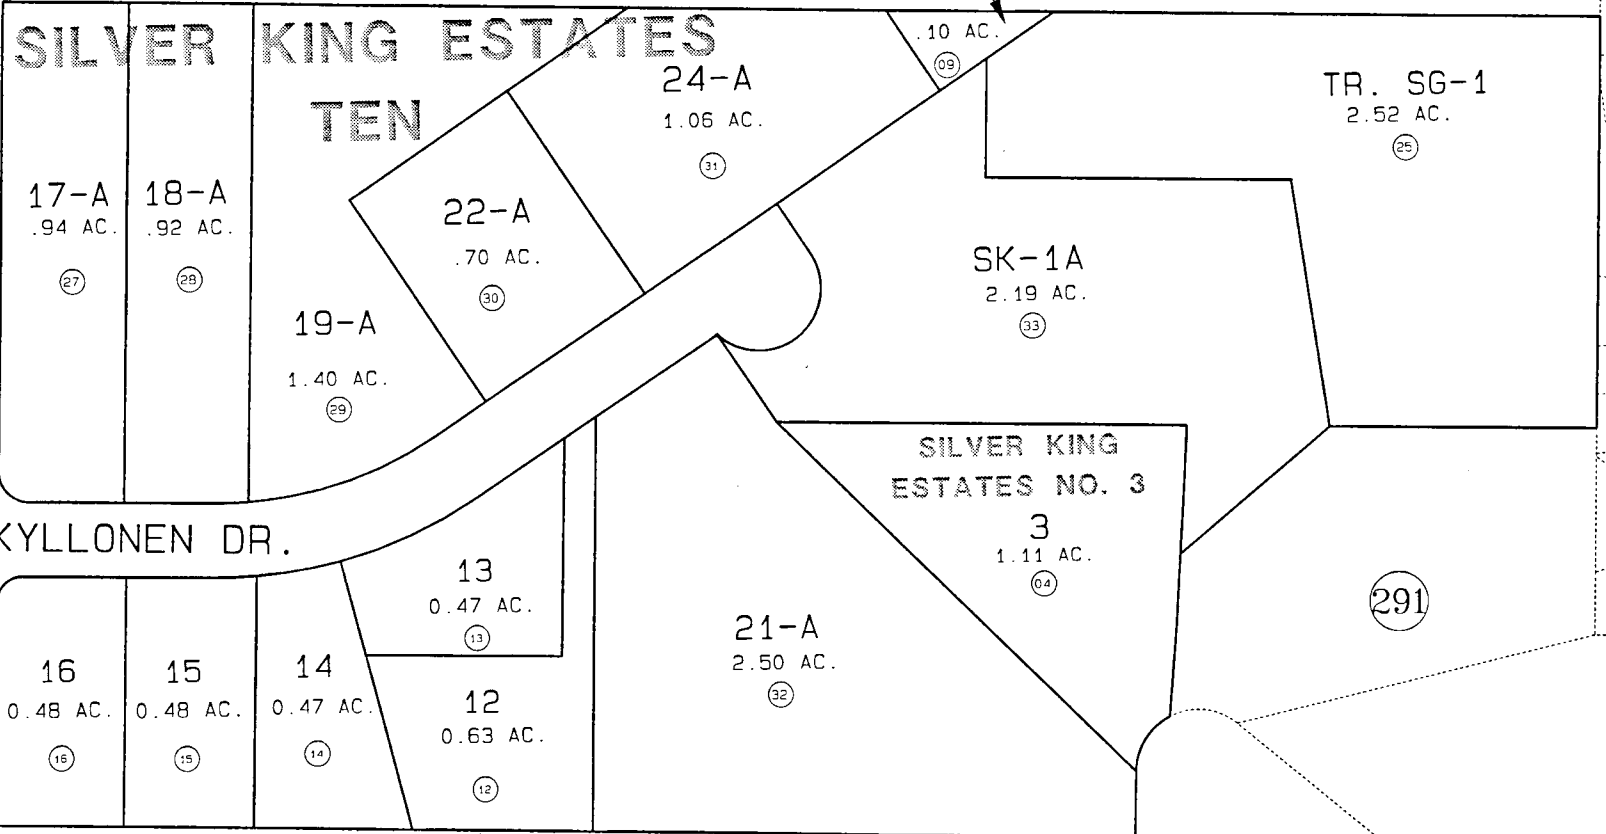 SILVER KING ESTATES
TEN
.10 AC.
09
24-A
1.06 AC.
31
TR. SG-1
2.52 AC.
25
17-A
.94 AC.
27
18-A
.92 AC.
28
22-A
.70 AC.
30
19-A
1.40 AC.
29
SK-1A
2.19 AC.
33
SILVER KING
ESTATES NO. 3
3
1.11 AC.
04
KYLLONEN DR.
13
0.47 AC.
13
291
21-A
2.50 AC.
32
16
0.48 AC.
16
15
0.48 AC.
15
14
0.47 AC.
14
12
0.63 AC.
12